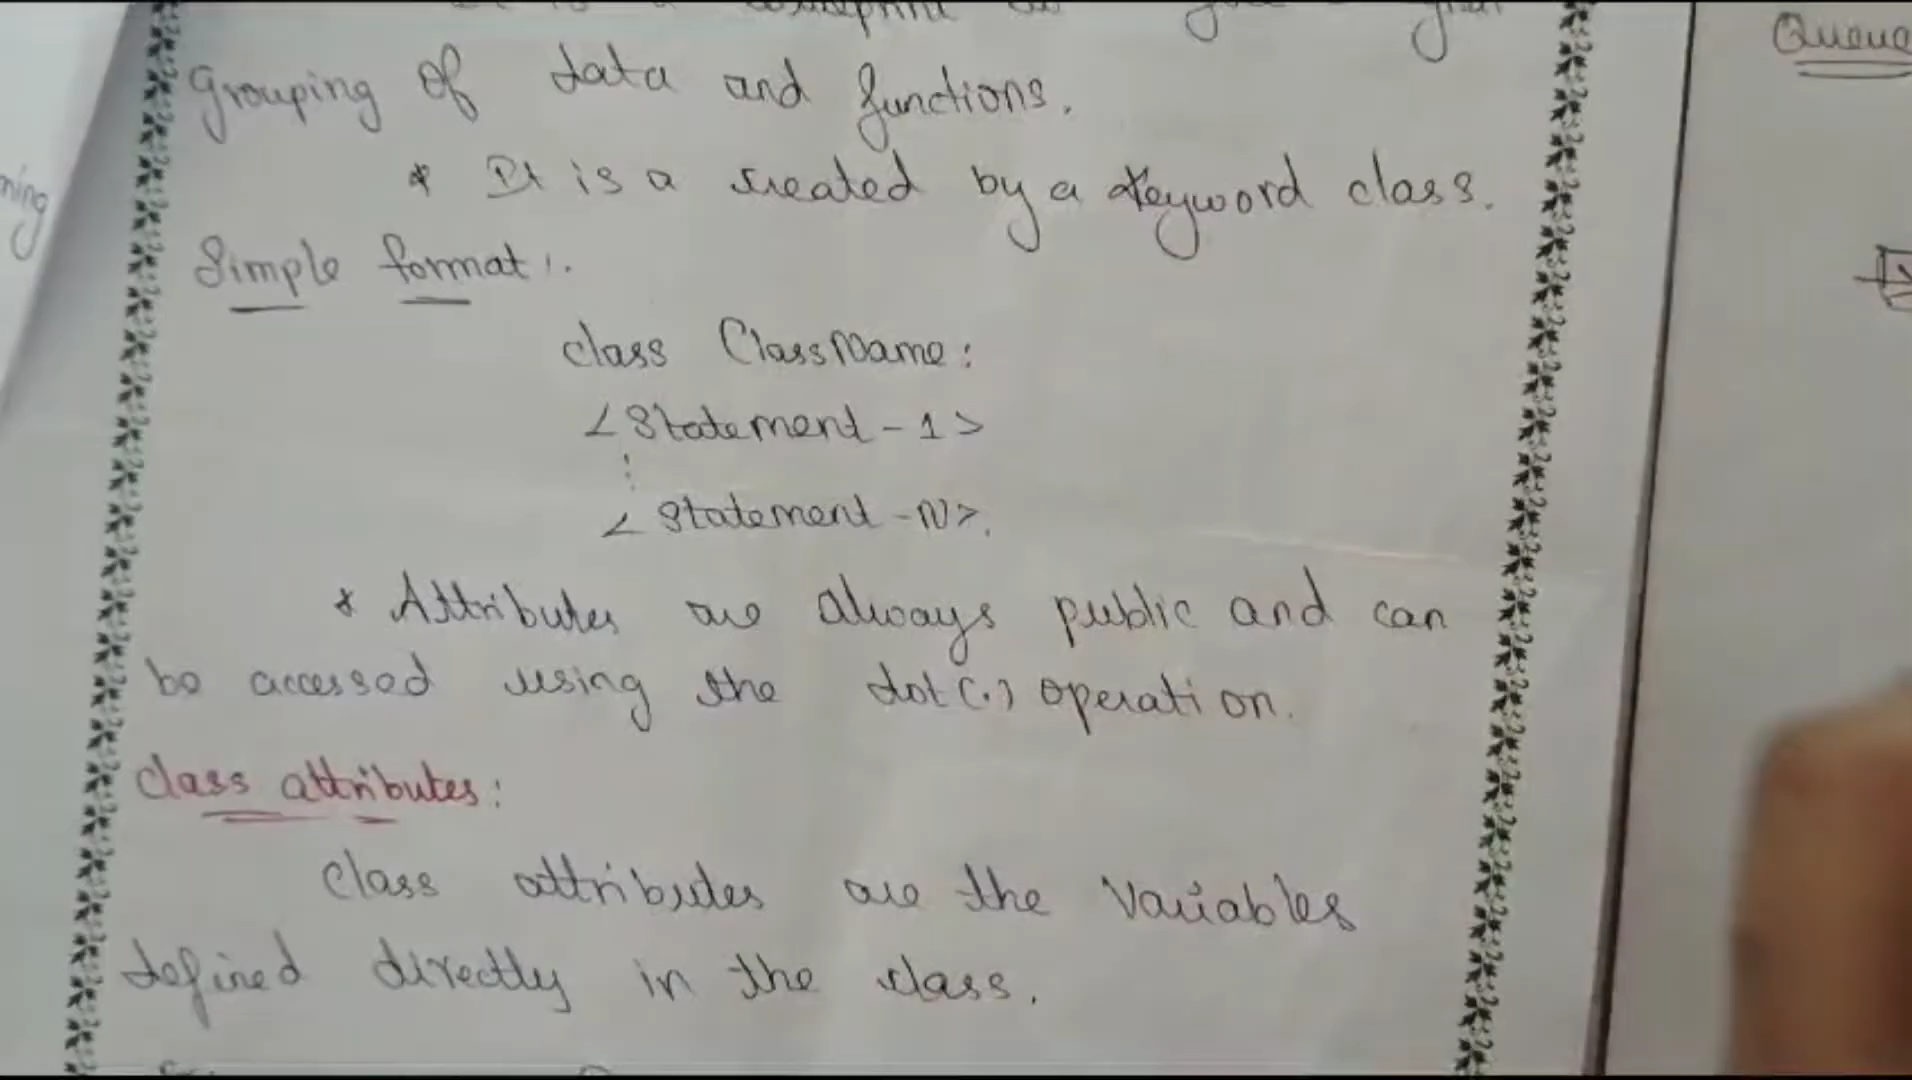 grouping of data and functions.
* It is a created by a keyword class.
Simple format:.
class ClassName:
<Statement-1>
⋮
<Statement-N>.
* Attributes are always public and can
be accessed using the dot(.) operation.
class attributes:
Class attributes are the Variables
defined directly in the class.
Queue